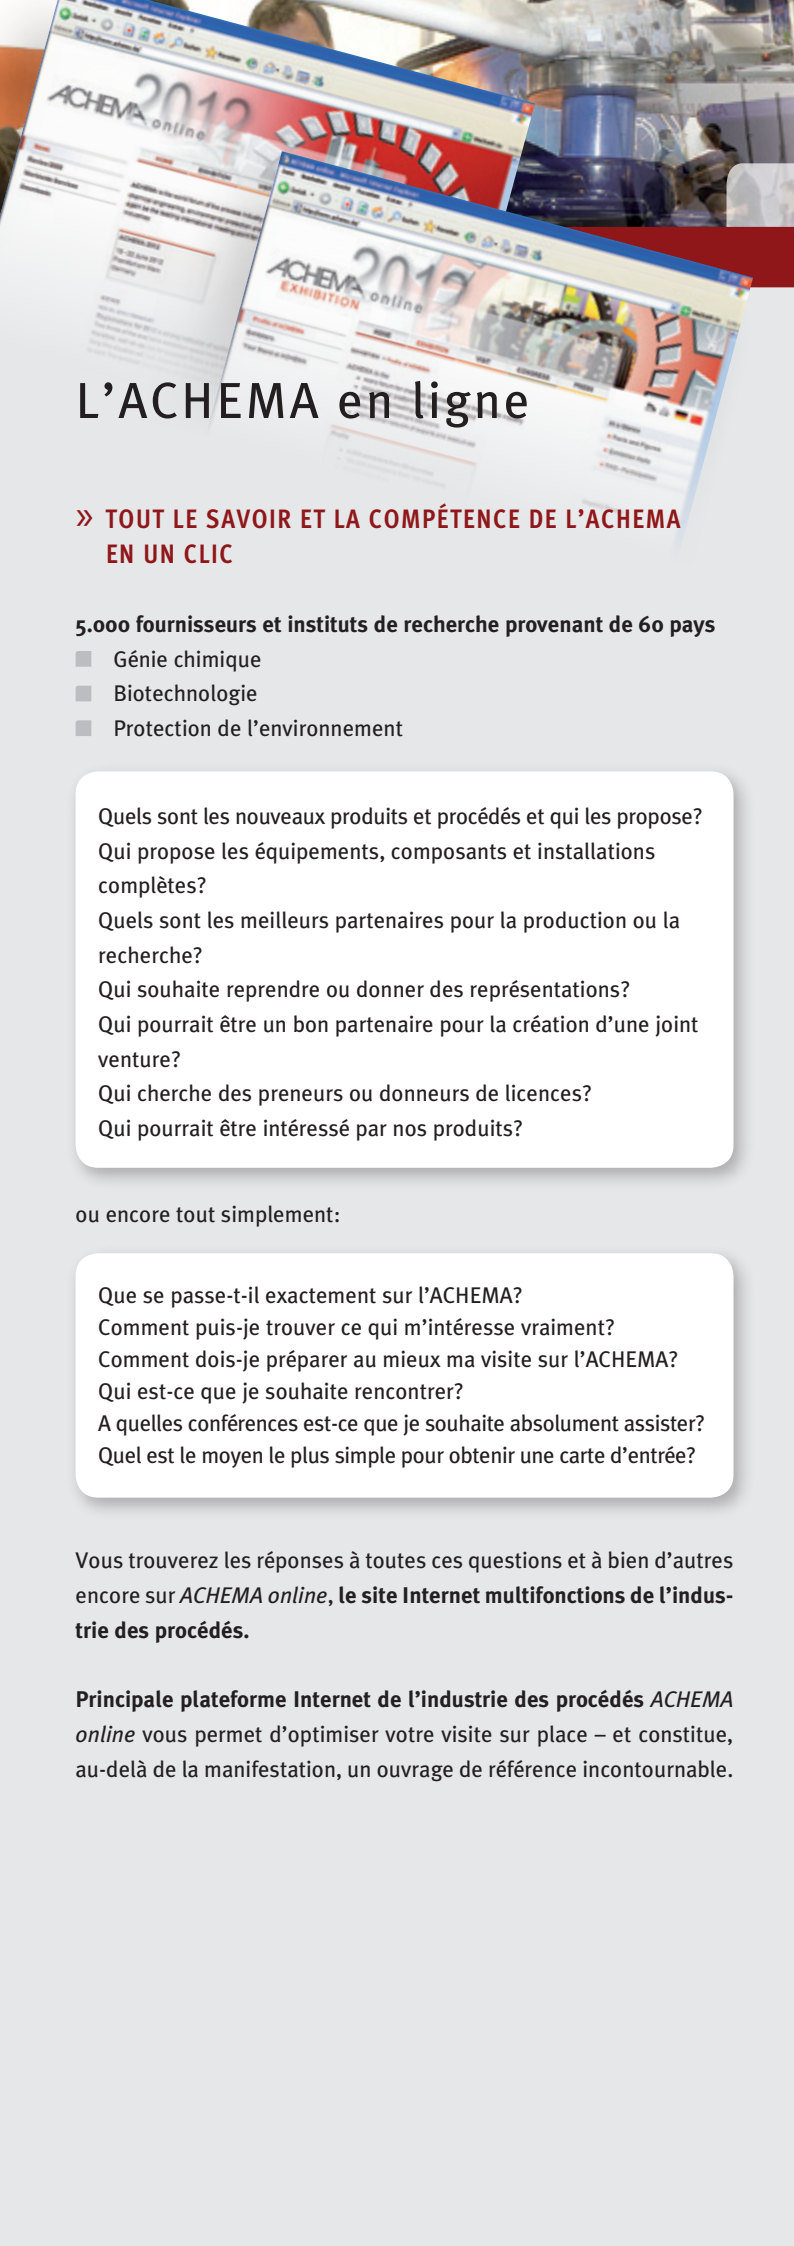 ACHEMA 2012
online
HOME
EXHIBITION
ACHEMA 2012
ACHEMA 2012
EXHIBITION online
HOME
EXHIBITION
VISIT
CONGRESS
PRESS
L’ACHEMA en ligne
» TOUT LE SAVOIR ET LA COMPÉTENCE DE L’ACHEMA
EN UN CLIC
5.000 fournisseurs et instituts de recherche provenant de 60 pays
Génie chimique
Biotechnologie
Protection de l’environnement
Quels sont les nouveaux produits et procédés et qui les propose?
Qui propose les équipements, composants et installations
complètes?
Quels sont les meilleurs partenaires pour la production ou la
recherche?
Qui souhaite reprendre ou donner des représentations?
Qui pourrait être un bon partenaire pour la création d’une joint
venture?
Qui cherche des preneurs ou donneurs de licences?
Qui pourrait être intéressé par nos produits?
ou encore tout simplement:
Que se passe-t-il exactement sur l’ACHEMA?
Comment puis-je trouver ce qui m’intéresse vraiment?
Comment dois-je préparer au mieux ma visite sur l’ACHEMA?
Qui est-ce que je souhaite rencontrer?
A quelles conférences est-ce que je souhaite absolument assister?
Quel est le moyen le plus simple pour obtenir une carte d’entrée?
Vous trouverez les réponses à toutes ces questions et à bien d’autres
encore sur ACHEMA online, le site Internet multifonctions de l’indus-
trie des procédés.
Principale plateforme Internet de l’industrie des procédés ACHEMA
online vous permet d’optimiser votre visite sur place – et constitue,
au-delà de la manifestation, un ouvrage de référence incontournable.